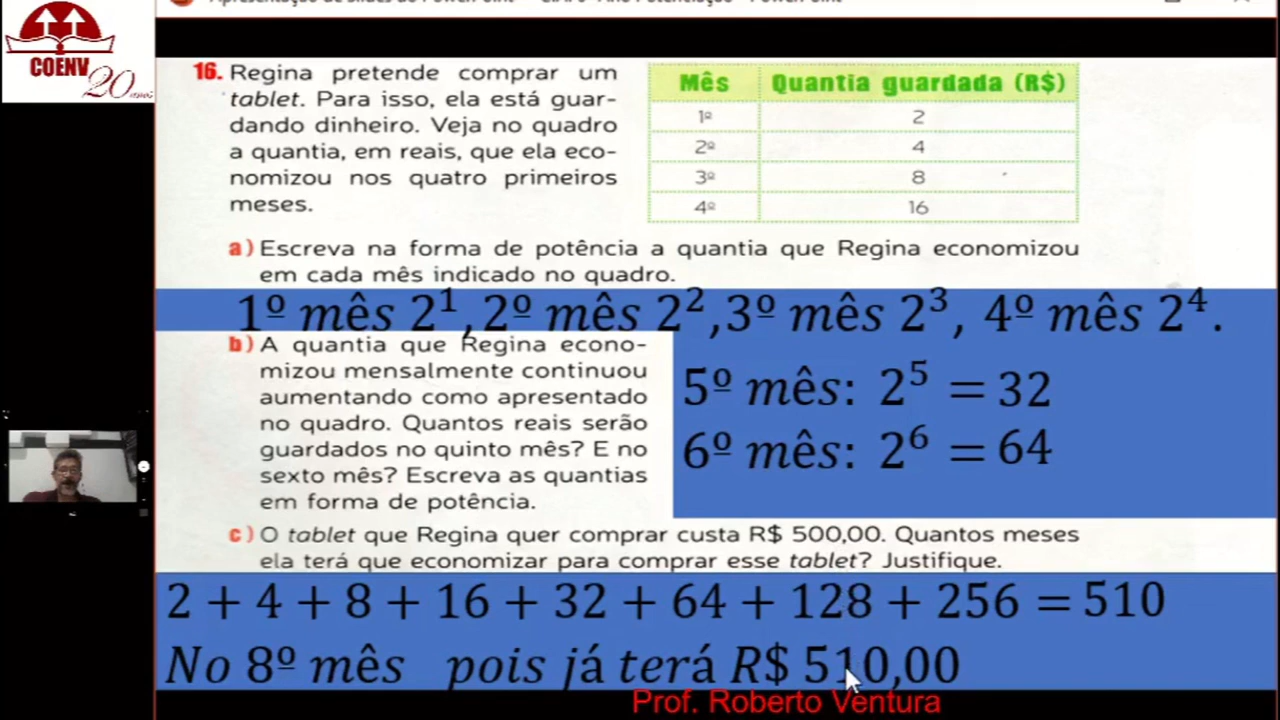 COENV
20 anos
16. Regina pretende comprar um
tablet. Para isso, ela está guar-
dando dinheiro. Veja no quadro
a quantia, em reais, que ela eco-
nomizou nos quatro primeiros
meses.
Mês Quantia guardada (R$)
1º 2
2º 4
3º 8
4º 16
a) Escreva na forma de potência a quantia que Regina economizou
em cada mês indicado no quadro.
1º mês 2¹, 2º mês 2², 3º mês 2³, 4º mês 2⁴.
b) A quantia que Regina econo-
mizou mensalmente continuou
aumentando como apresentado
no quadro. Quantos reais serão
guardados no quinto mês? E no
sexto mês? Escreva as quantias
em forma de potência.
5º mês: 2⁵ = 32
6º mês: 2⁶ = 64
c) O tablet que Regina quer comprar custa R$ 500,00. Quantos meses
ela terá que economizar para comprar esse tablet? Justifique.
2 + 4 + 8 + 16 + 32 + 64 + 128 + 256 = 510
No 8º mês pois já terá R$ 510,00
Prof. Roberto Ventura